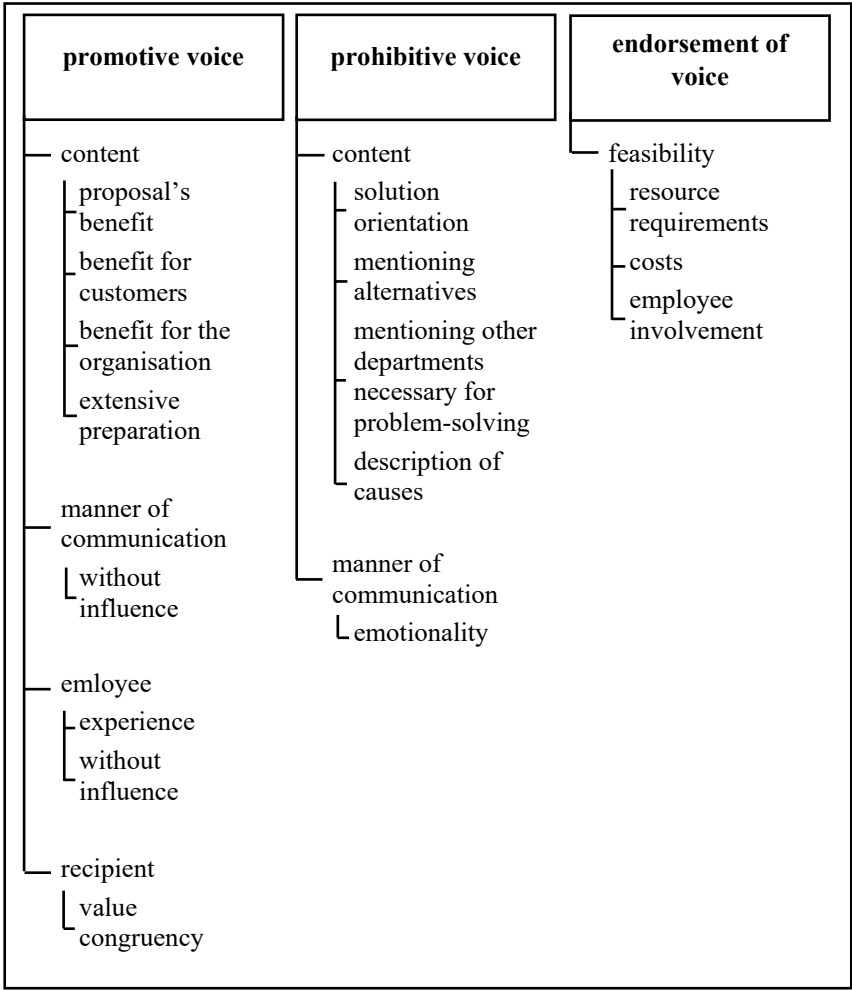 promotive voice
content
proposal's
benefit
benefit for
customers
benefit for the
organisation
extensive
preparation
manner of
communication
without
influence
emloyee
experience
without
influence
recipient
value
congruency
prohibitive voice
content
solution
orientation
mentioning
alternatives
mentioning other
departments
necessary for
problem-solving
description of
causes
manner of
communication
emotionality
endorsement of
voice
feasibility
resource
requirements
costs
employee
involvement